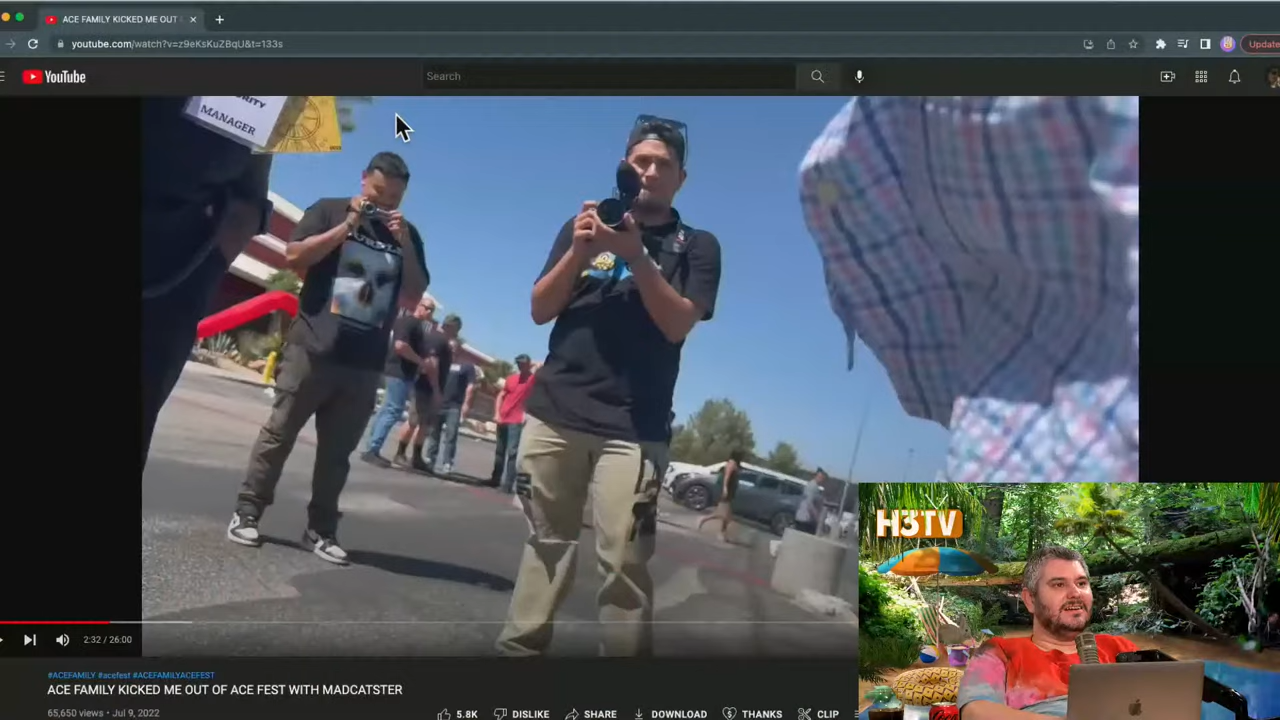 ACE FAMILY KICKED ME OUT
youtube.com/watch?v=z9eKsKuZBqU&t=133s
Update
YouTube
Search
MANAGER
H3TV
2:32 / 26:00
#ACEFAMILY #acefest #ACEFAMILYACEFEST
ACE FAMILY KICKED ME OUT OF ACE FEST WITH MADCATSTER
65,650 views • Jul 9, 2022
5.8K DISLIKE SHARE DOWNLOAD THANKS CLIP